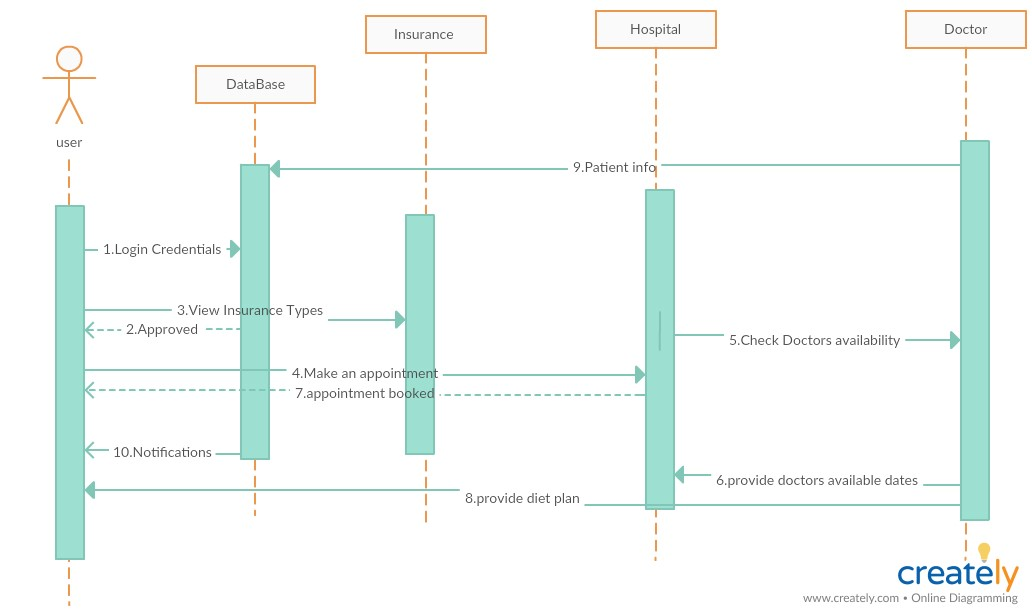 Doctor
Hospital
Insurance
DataBase
user
9.Patient info
1.Login Credentials
3.View Insurance Types
2.Approved
5.Check Doctors availability
4.Make an appointment
7.appointment booked
10.Notifications
6.provide doctors available dates
8.provide diet plan
creately
www.creately.com • Online Diagramming